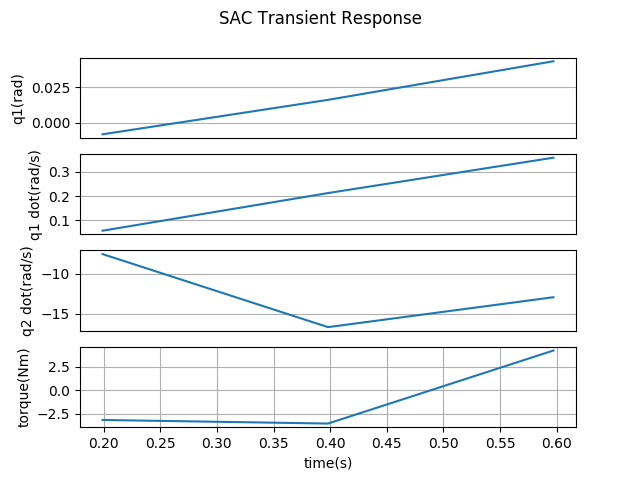 SAC Transient Response
q1(rad)
0.025
0.000
q1 dot(rad/s)
0.3
0.2
0.1
q2 dot(rad/s)
−10
−15
torque(Nm)
2.5
0.0
−2.5
0.20 0.25 0.30 0.35 0.40 0.45 0.50 0.55 0.60
time(s)